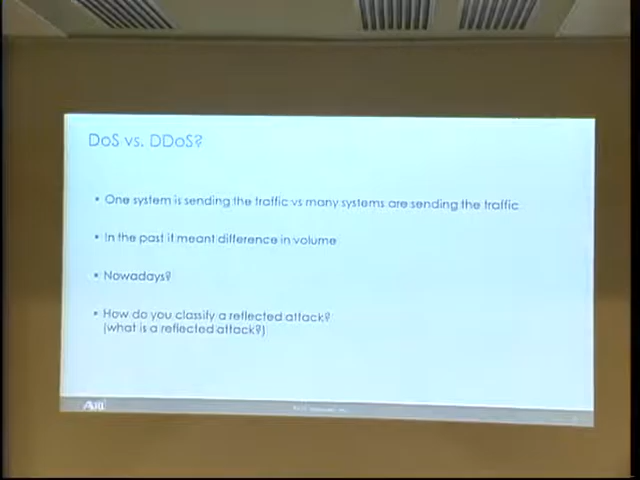 DoS vs. DDoS?
• One system is sending the traffic vs many systems are sending the traffic
• In the past it meant difference in volume
• Nowadays?
• How do you classify a reflected attack?
(what is a reflected attack?)